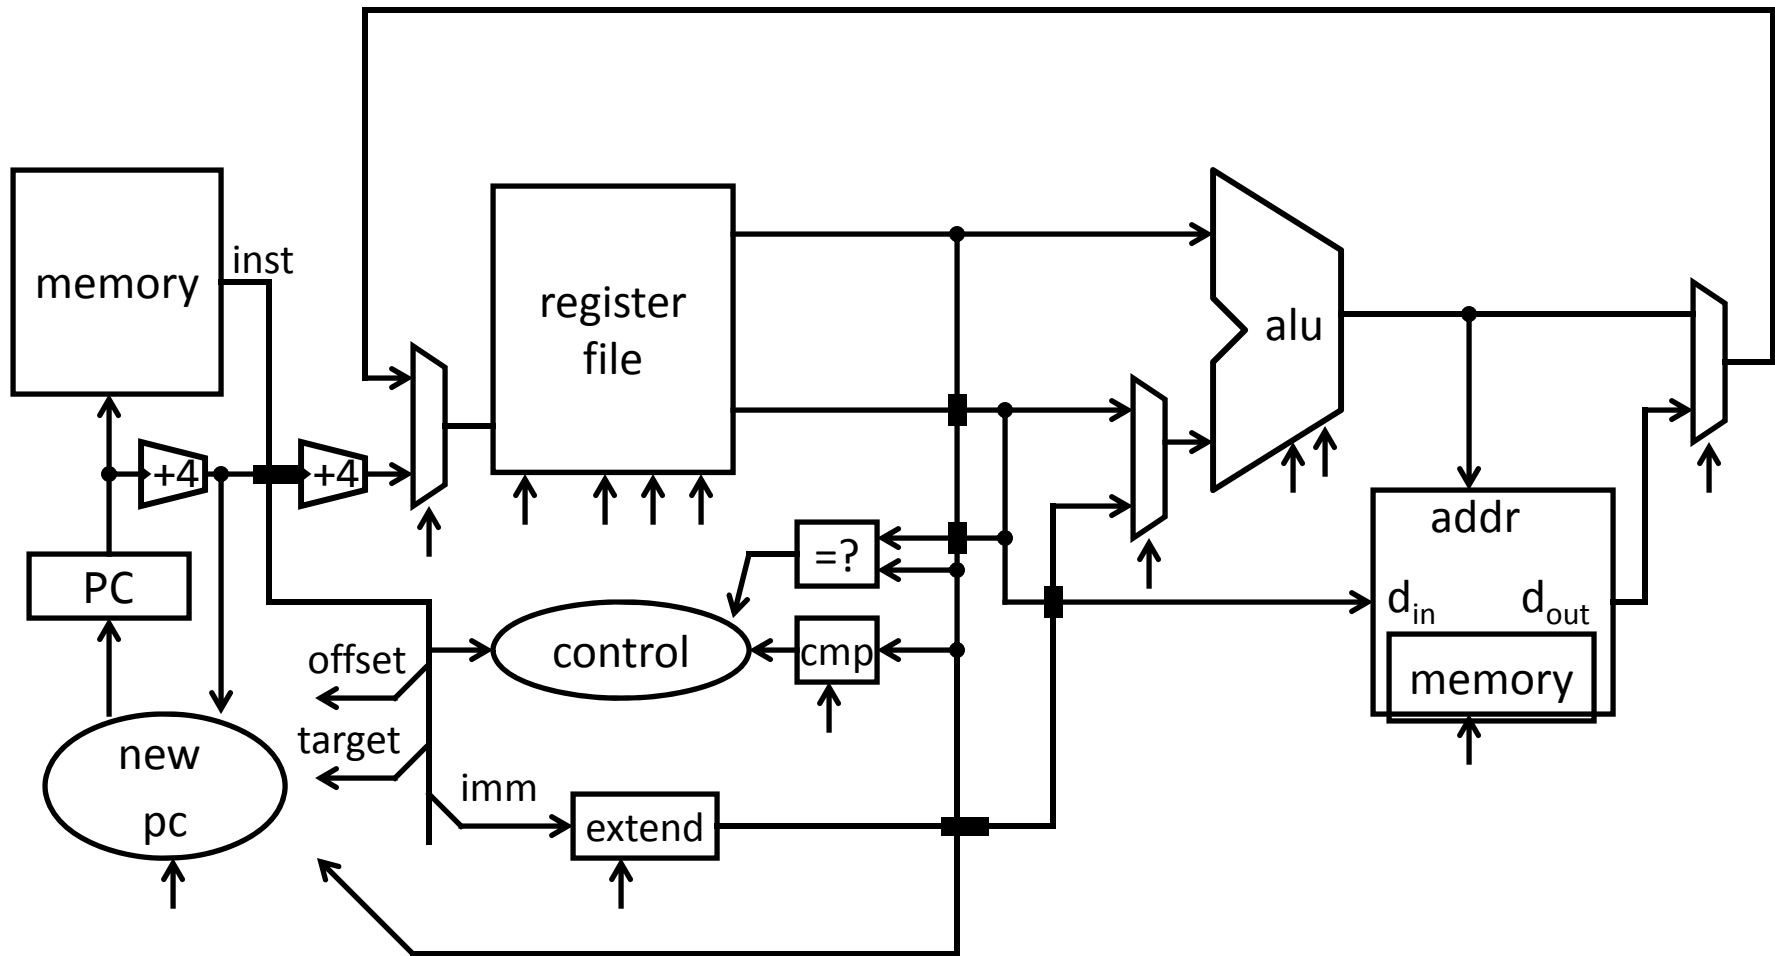 memory
inst
register
file
alu
+4
+4
addr
=?
PC
d_in
d_out
control
cmp
offset
memory
target
new
pc
imm
extend